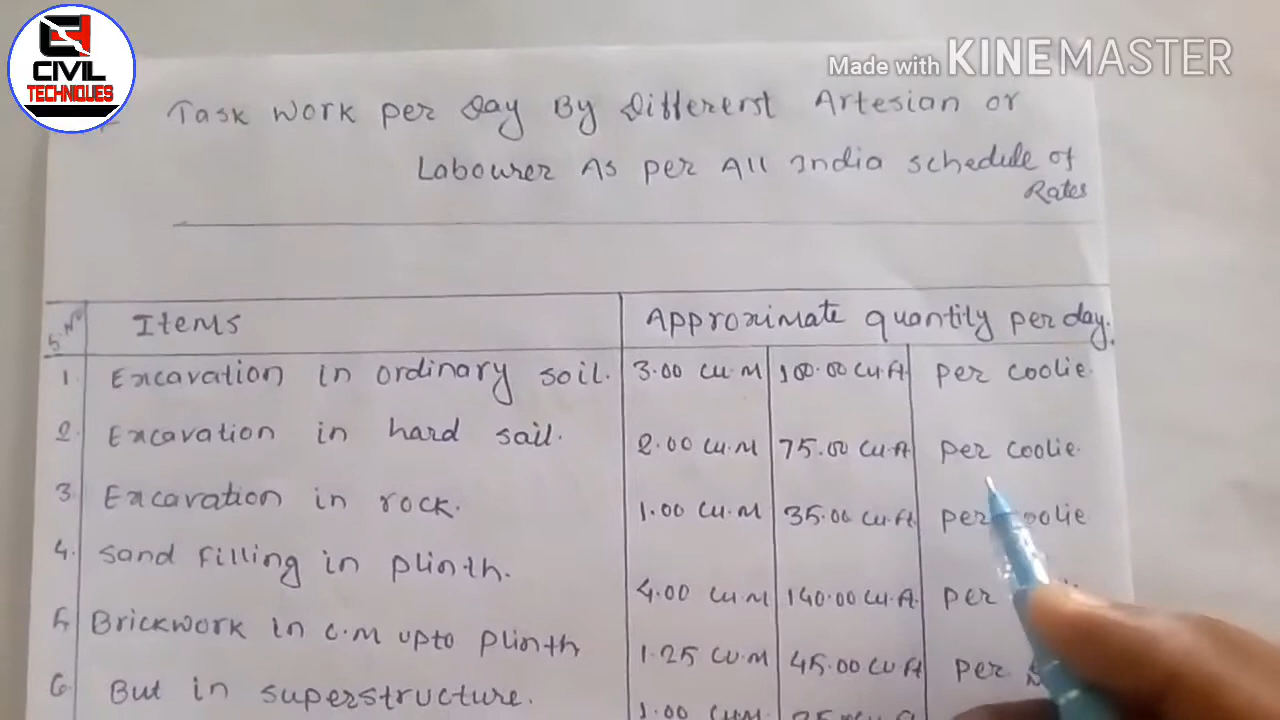 CIVIL
TECHNIQUES
Made with KINEMASTER
Task Work per Day By Differerst Artesian or
Labourer As per All India Schedule of
Rates
S.No Items Approximate quantity per day.
1. Excavation in ordinary soil. 3.00 cu.M 100.00 cu.ft per coolie.
2. Excavation in hard sail. 2.00 cu.M 75.00 cu.ft per coolie.
3. Excavation in rock. 1.00 cu.M 35.00 cu.ft per coolie
4. Sand filling in plinth. 4.00 cu.M 140.00 cu.ft per
5. Brickwork in C.M upto plinth 1.25 cu.M 45.00 cu.ft per
6. But in superstructure. 1.00 cu.M